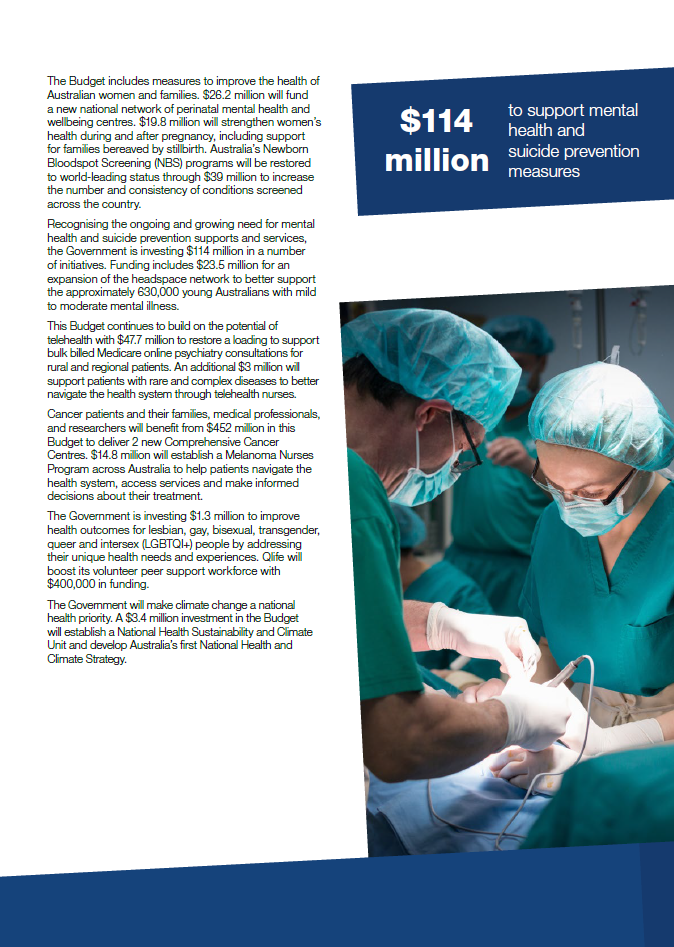 The Budget includes measures to improve the health of
Australian women and families. $26.2 million will fund
a new national network of perinatal mental health and
wellbeing centres. $19.8 million will strengthen women's
health during and after pregnancy, including support
for families bereaved by stillbirth. Australia's Newborn
Bloodspot Screening (NBS) programs will be restored
to world-leading status through $39 million to increase
the number and consistency of conditions screened
across the country.
Recognising the ongoing and growing need for mental
health and suicide prevention supports and services,
the Government is investing $114 million in a number
of initiatives. Funding includes $23.5 million for an
expansion of the headspace network to better support
the approximately 630,000 young Australians with mild
to moderate mental illness.
This Budget continues to build on the potential of
telehealth with $47.7 million to restore a loading to support
bulk billed Medicare online psychiatry consultations for
rural and regional patients. An additional $3 million will
support patients with rare and complex diseases to better
navigate the health system through telehealth nurses.
Cancer patients and their families, medical professionals,
and researchers will benefit from $452 million in this
Budget to deliver 2 new Comprehensive Cancer
Centres. $14.8 million will establish a Melanoma Nurses
Program across Australia to help patients navigate the
health system, access services and make informed
decisions about their treatment.
The Government is investing $1.3 million to improve
health outcomes for lesbian, gay, bisexual, transgender,
queer and intersex (LGBTQI+) people by addressing
their unique health needs and experiences. Qlife will
boost its volunteer peer support workforce with
$400,000 in funding.
The Government will make climate change a national
health priority. A $3.4 million investment in the Budget
will establish a National Health Sustainability and Climate
Unit and develop Australia's first National Health and
Climate Strategy.
$114
million
to support mental
health and
suicide prevention
measures